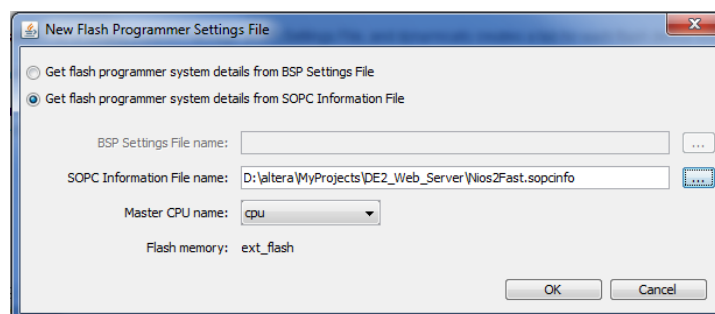 New Flash Programmer Settings File
Get flash programmer system details from BSP Settings File
Get flash programmer system details from SOPC Information File
BSP Settings File name:
...
SOPC Information File name: D:\altera\MyProjects\DE2_Web_Server\Nios2Fast.sopcinfo ...
Master CPU name: cpu
Flash memory: ext_flash
OK Cancel